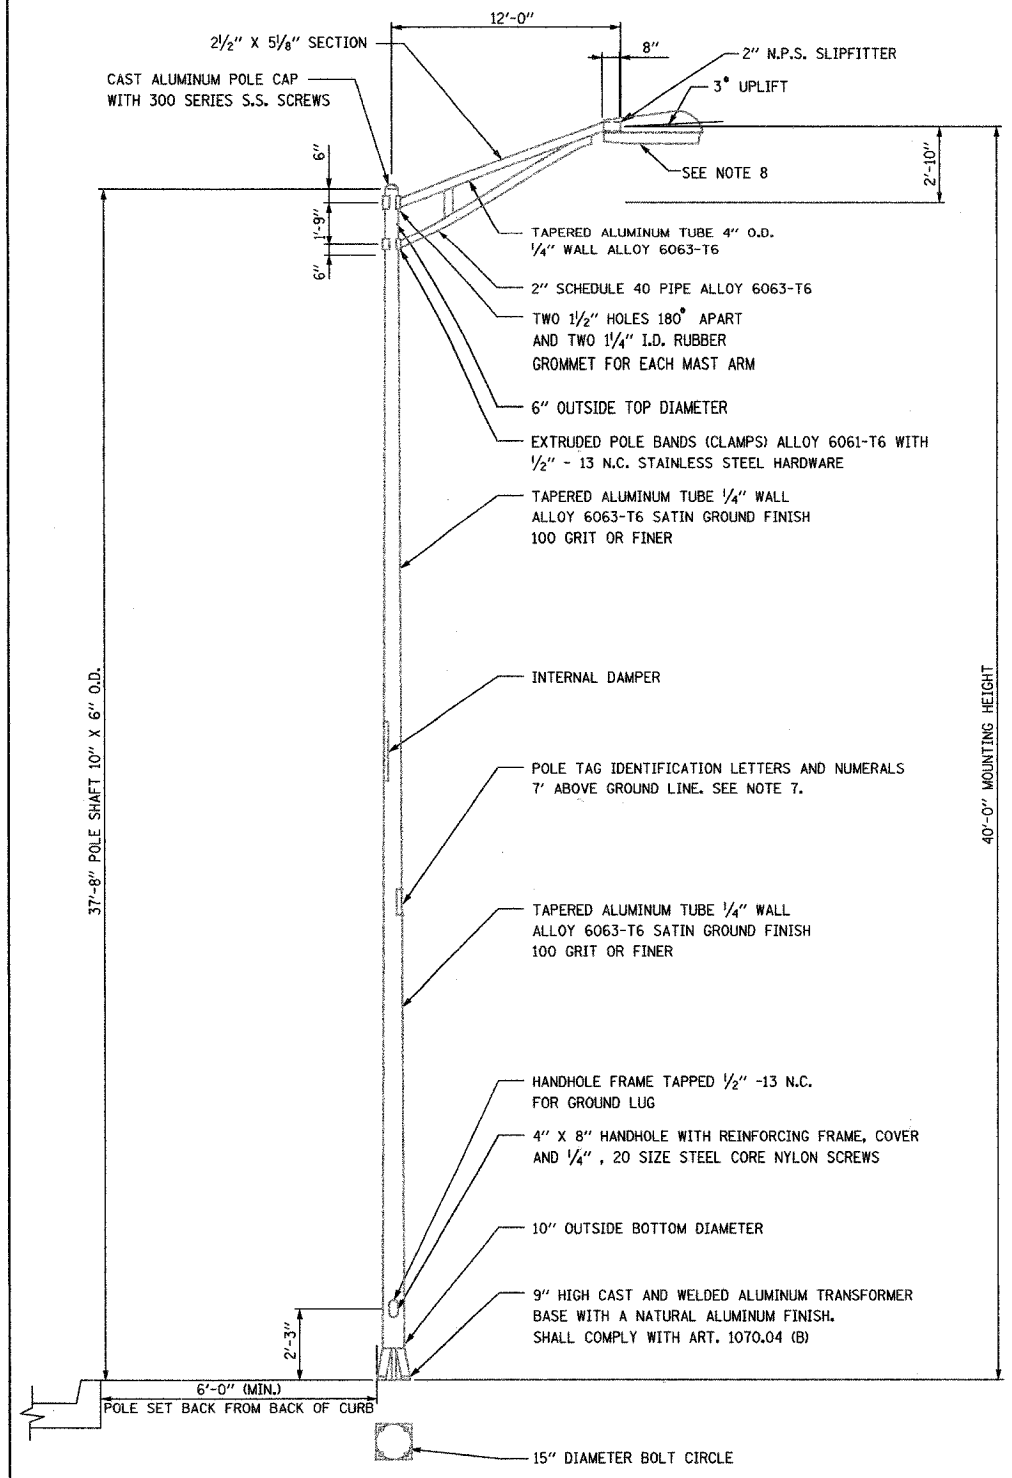 12'-0"
2 1/2" X 5 1/8" SECTION
8"
2" N.P.S. SLIPFITTER
CAST ALUMINUM POLE CAP
WITH 300 SERIES S.S. SCREWS
3° UPLIFT
6"
SEE NOTE 8
2'-10"
1'-9"
TAPERED ALUMINUM TUBE 4" O.D.
1/4" WALL ALLOY 6063-T6
6"
2" SCHEDULE 40 PIPE ALLOY 6063-T6
TWO 1 1/2" HOLES 180° APART
AND TWO 1 1/4" I.D. RUBBER
GROMMET FOR EACH MAST ARM
6" OUTSIDE TOP DIAMETER
EXTRUDED POLE BANDS (CLAMPS) ALLOY 6061-T6 WITH
1/2" - 13 N.C. STAINLESS STEEL HARDWARE
TAPERED ALUMINUM TUBE 1/4" WALL
ALLOY 6063-T6 SATIN GROUND FINISH
100 GRIT OR FINER
37'-8" POLE SHAFT 10" X 6" O.D.
INTERNAL DAMPER
40'-0" MOUNTING HEIGHT
POLE TAG IDENTIFICATION LETTERS AND NUMERALS
7' ABOVE GROUND LINE. SEE NOTE 7.
TAPERED ALUMINUM TUBE 1/4" WALL
ALLOY 6063-T6 SATIN GROUND FINISH
100 GRIT OR FINER
HANDHOLE FRAME TAPPED 1/2" -13 N.C.
FOR GROUND LUG
4" X 8" HANDHOLE WITH REINFORCING FRAME, COVER
AND 1/4" , 20 SIZE STEEL CORE NYLON SCREWS
10" OUTSIDE BOTTOM DIAMETER
9" HIGH CAST AND WELDED ALUMINUM TRANSFORMER
BASE WITH A NATURAL ALUMINUM FINISH.
SHALL COMPLY WITH ART. 1070.04 (B)
2'-3"
6'-0" (MIN.)
POLE SET BACK FROM BACK OF CURB
15" DIAMETER BOLT CIRCLE